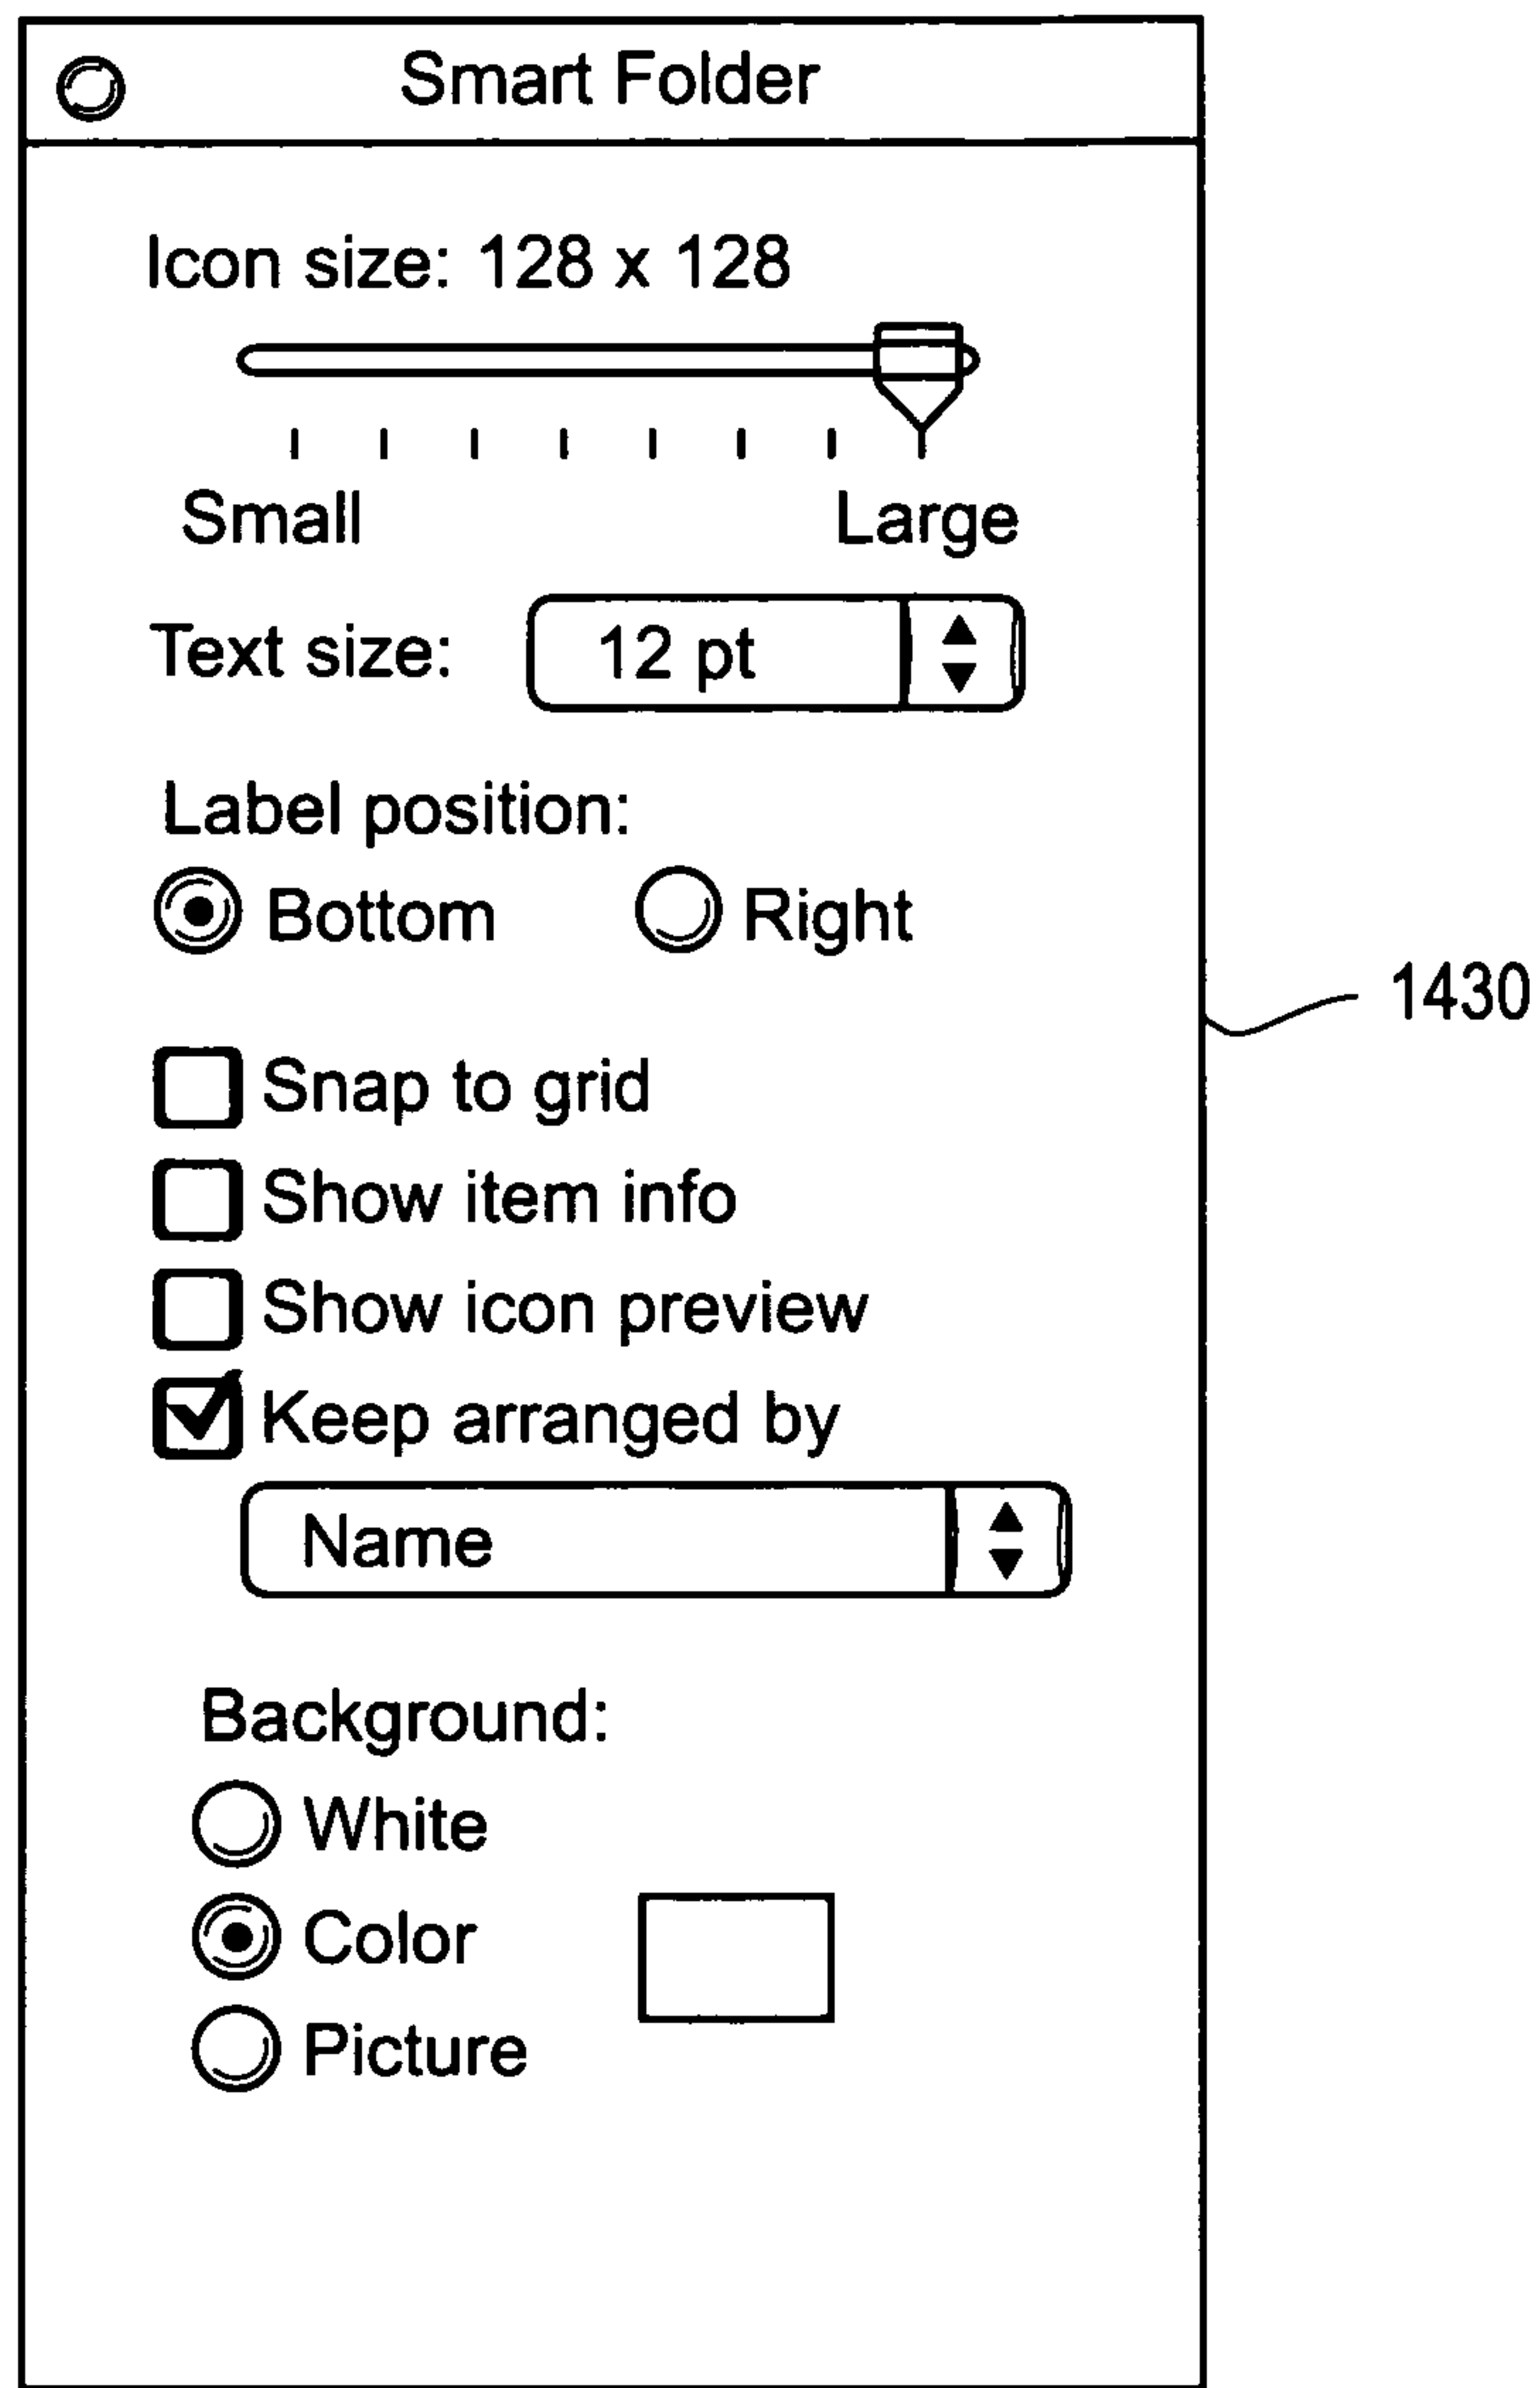 Smart Folder
Icon size: 128 x 128
Small Large
Text size: 12 pt
Label position:
Bottom Right
1430
Snap to grid
Show item info
Show icon preview
Keep arranged by
Name
Background:
White
Color
Picture